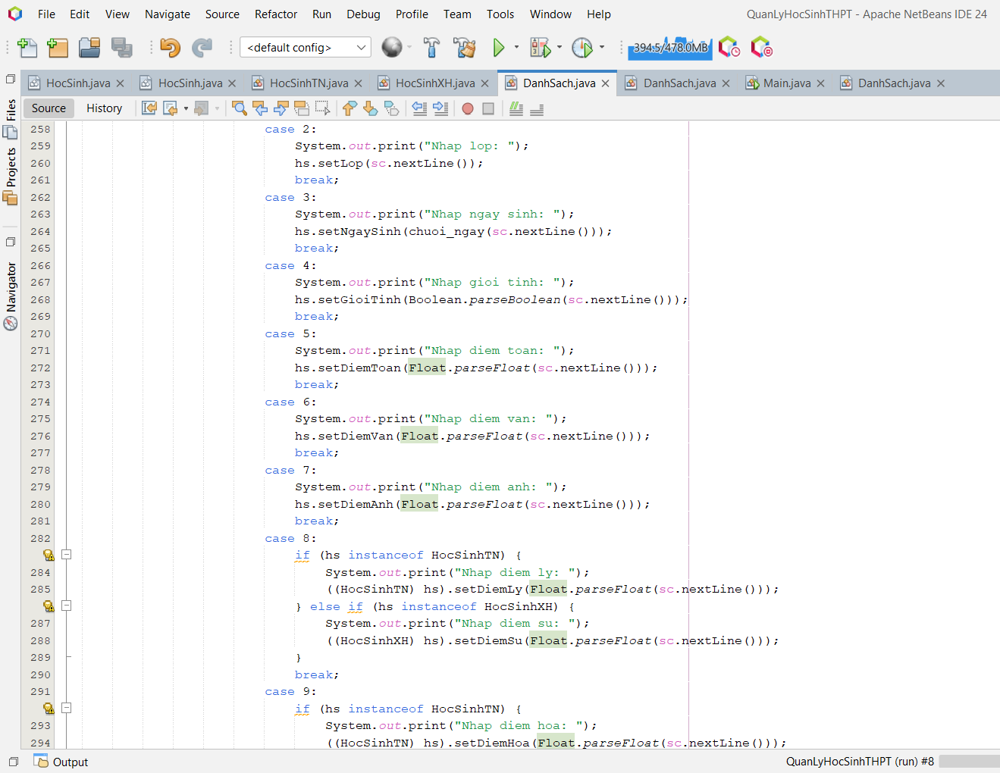 File Edit View Navigate Source Refactor Run Debug Profile Team Tools Window Help QuanLyHocSinhTHPT - Apache NetBeans IDE 24
<default config> 394.5/478.0MB
HocSinh.java HocSinh.java HocSinhTN.java HocSinhXH.java DanhSach.java DanhSach.java Main.java DanhSach.java
Files
Projects
Navigator
Source History
258 case 2:
259 System.out.print("Nhap lop: ");
260 hs.setLop(sc.nextLine());
261 break;
262 case 3:
263 System.out.print("Nhap ngay sinh: ");
264 hs.setNgaySinh(chuoi_ngay(sc.nextLine()));
265 break;
266 case 4:
267 System.out.print("Nhap gioi tinh: ");
268 hs.setGioiTinh(Boolean.parseBoolean(sc.nextLine()));
269 break;
270 case 5:
271 System.out.print("Nhap diem toan: ");
272 hs.setDiemToan(Float.parseFloat(sc.nextLine()));
273 break;
274 case 6:
275 System.out.print("Nhap diem van: ");
276 hs.setDiemVan(Float.parseFloat(sc.nextLine()));
277 break;
278 case 7:
279 System.out.print("Nhap diem anh: ");
280 hs.setDiemAnh(Float.parseFloat(sc.nextLine()));
281 break;
282 case 8:
if (hs instanceof HocSinhTN) {
284 System.out.print("Nhap diem ly: ");
285 ((HocSinhTN) hs).setDiemLy(Float.parseFloat(sc.nextLine()));
} else if (hs instanceof HocSinhXH) {
287 System.out.print("Nhap diem su: ");
288 ((HocSinhXH) hs).setDiemSu(Float.parseFloat(sc.nextLine()));
289 }
290 break;
291 case 9:
if (hs instanceof HocSinhTN) {
293 System.out.print("Nhap diem hoa: ");
294 ((HocSinhTN) hs).setDiemHoa(Float.parseFloat(sc.nextLine()));
Output QuanLyHocSinhTHPT (run) #8